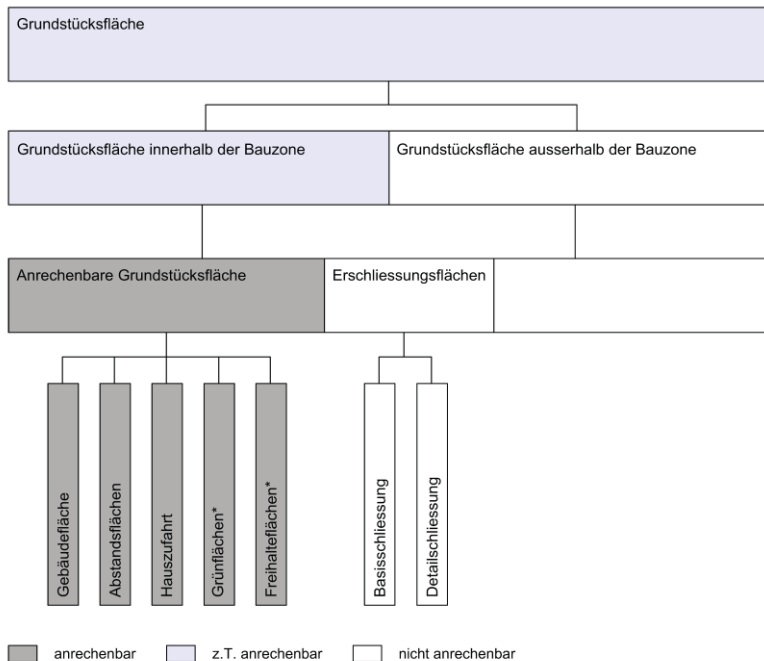 Grundstücksfläche
Grundstücksfläche innerhalb der Bauzone
Grundstücksfläche ausserhalb der Bauzone
Anrechenbare Grundstücksfläche
Erschliessungsflächen
Gebäudefläche
Abstandsflächen
Hauszufahrt
Grünflächen*
Freihalteflächen*
Basisschliessung
Detailschliessung
anrechenbar
z.T. anrechenbar
nicht anrechenbar